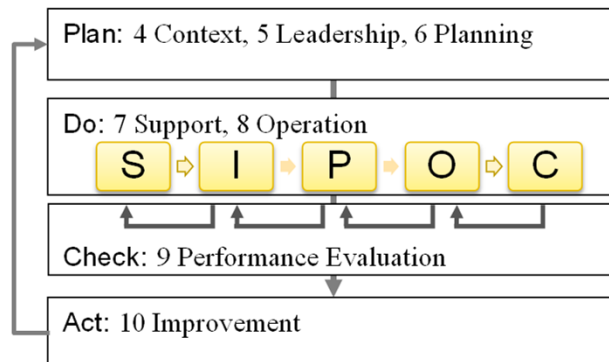 Plan: 4 Context, 5 Leadership, 6 Planning
Do: 7 Support, 8 Operation
S I P O C
Check: 9 Performance Evaluation
Act: 10 Improvement